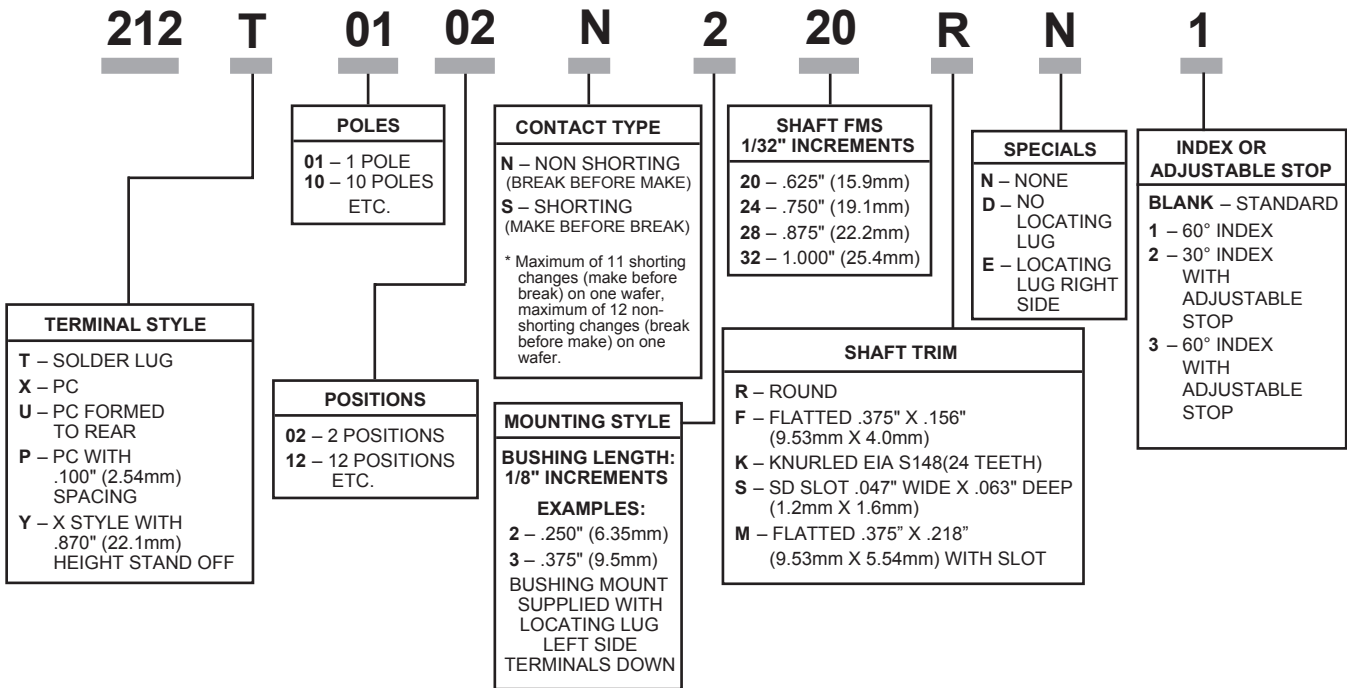 212 T 01 02 N 2 20 R N 1
POLES
01 – 1 POLE
10 – 10 POLES
ETC.
CONTACT TYPE
N – NON SHORTING
(BREAK BEFORE MAKE)
S – SHORTING
(MAKE BEFORE BREAK)
* Maximum of 11 shorting
changes (make before
break) on one wafer,
maximum of 12 non-
shorting changes (break
before make) on one
wafer.
SHAFT FMS
1/32" INCREMENTS
20 – .625" (15.9mm)
24 – .750" (19.1mm)
28 – .875" (22.2mm)
32 – 1.000" (25.4mm)
SPECIALS
N – NONE
D – NO
LOCATING
LUG
E – LOCATING
LUG RIGHT
SIDE
INDEX OR
ADJUSTABLE STOP
BLANK – STANDARD
1 – 60° INDEX
2 – 30° INDEX
WITH
ADJUSTABLE
STOP
3 – 60° INDEX
WITH
ADJUSTABLE
STOP
TERMINAL STYLE
T – SOLDER LUG
X – PC
U – PC FORMED
TO REAR
P – PC WITH
.100" (2.54mm)
SPACING
Y – X STYLE WITH
.870" (22.1mm)
HEIGHT STAND OFF
POSITIONS
02 – 2 POSITIONS
12 – 12 POSITIONS
ETC.
MOUNTING STYLE
BUSHING LENGTH:
1/8" INCREMENTS
EXAMPLES:
2 – .250" (6.35mm)
3 – .375" (9.5mm)
BUSHING MOUNT
SUPPLIED WITH
LOCATING LUG
LEFT SIDE
TERMINALS DOWN
SHAFT TRIM
R – ROUND
F – FLATTED .375" X .156"
(9.53mm X 4.0mm)
K – KNURLED EIA S148(24 TEETH)
S – SD SLOT .047" WIDE X .063" DEEP
(1.2mm X 1.6mm)
M – FLATTED .375” X .218”
(9.53mm X 5.54mm) WITH SLOT